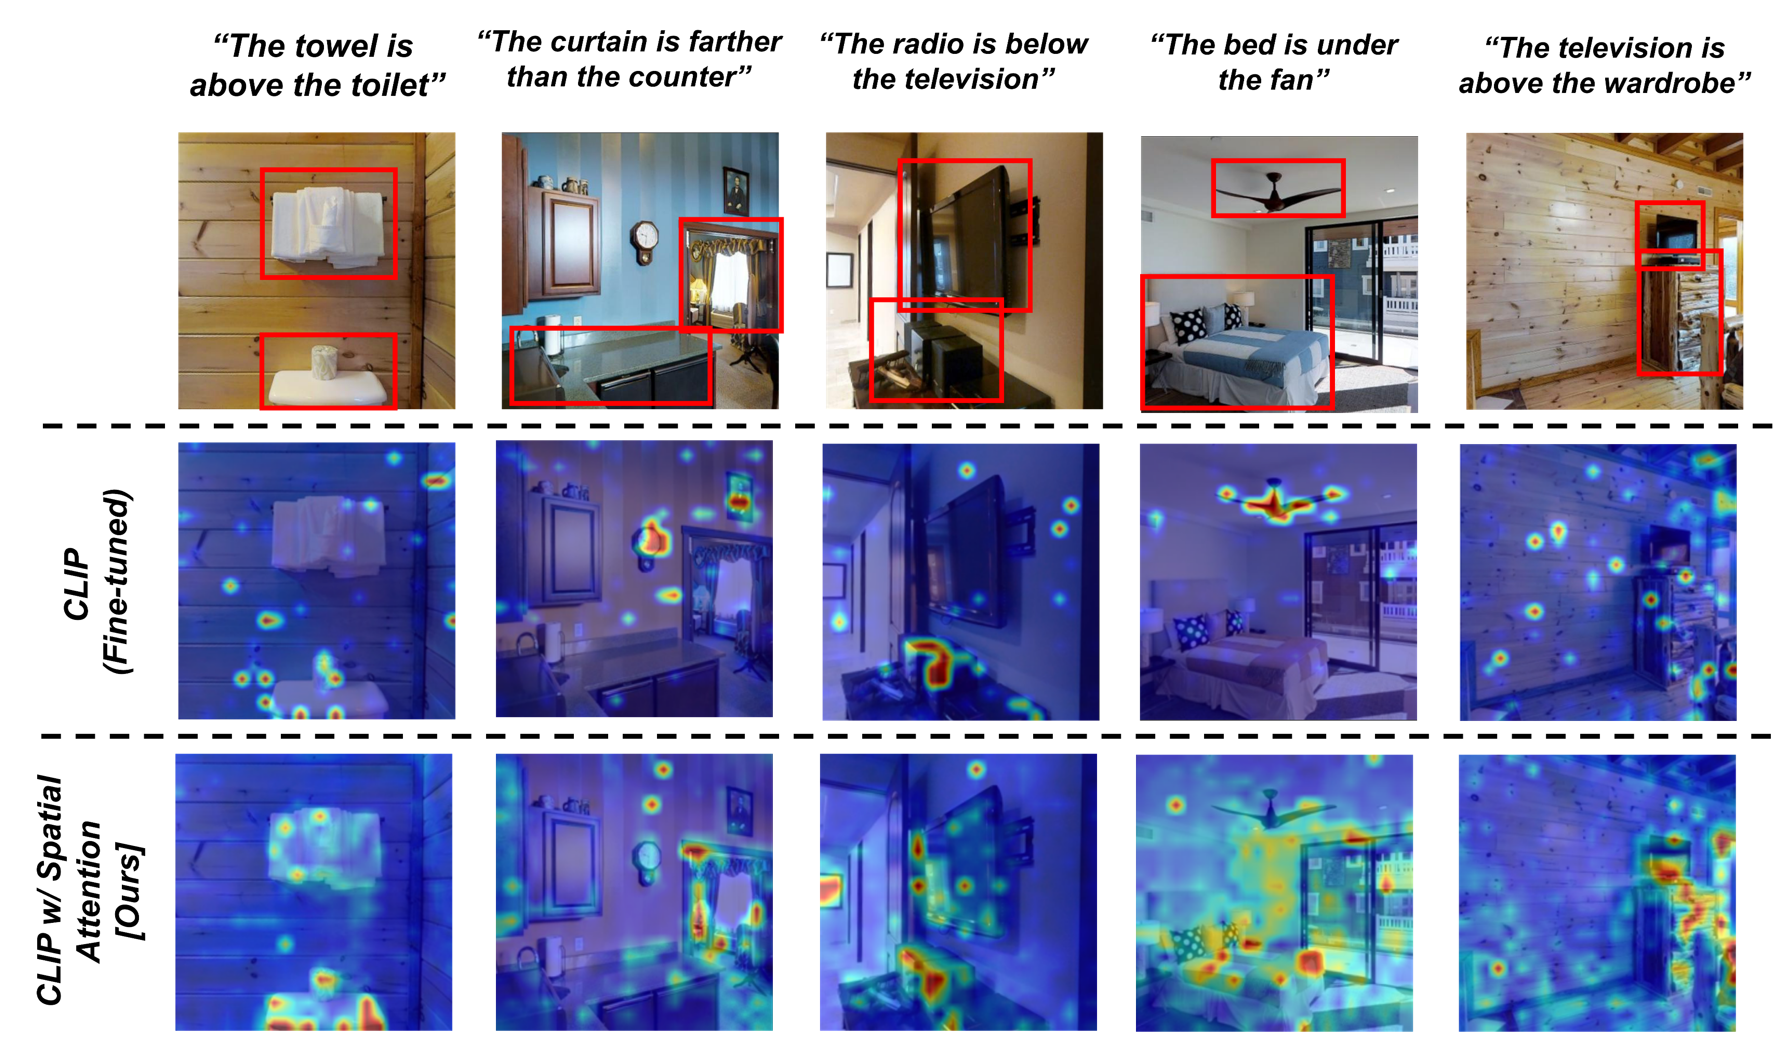 “The towel is
above the toilet”
“The curtain is farther
than the counter”
“The radio is below
the television”
“The bed is under
the fan”
“The television is
above the wardrobe”
CLIP
(Fine-tuned)
CLIP w/ Spatial
Attention
[Ours]